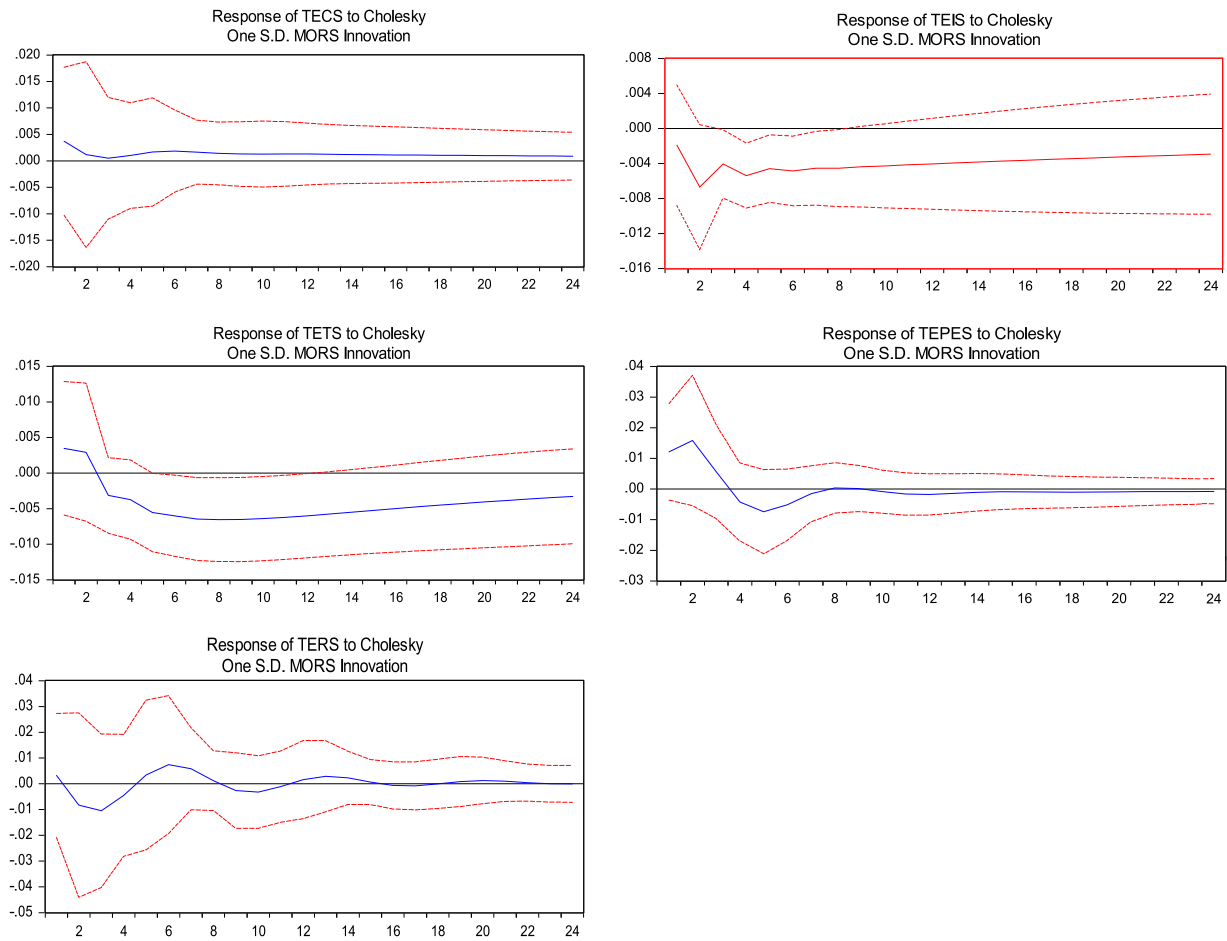 Response of TECS to Cholesky
One S.D. MORS Innovation
.020
.015
.010
.005
.000
-.005
-.010
-.015
-.020
2 4 6 8 10 12 14 16 18 20 22 24
Response of TEIS to Cholesky
One S.D. MORS Innovation
.008
.004
.000
-.004
-.008
-.012
-.016
2 4 6 8 10 12 14 16 18 20 22 24
Response of TETS to Cholesky
One S.D. MORS Innovation
.015
.010
.005
.000
-.005
-.010
-.015
2 4 6 8 10 12 14 16 18 20 22 24
Response of TEPES to Cholesky
One S.D. MORS Innovation
.04
.03
.02
.01
.00
-.01
-.02
-.03
2 4 6 8 10 12 14 16 18 20 22 24
Response of TERS to Cholesky
One S.D. MORS Innovation
.04
.03
.02
.01
.00
-.01
-.02
-.03
-.04
-.05
2 4 6 8 10 12 14 16 18 20 22 24